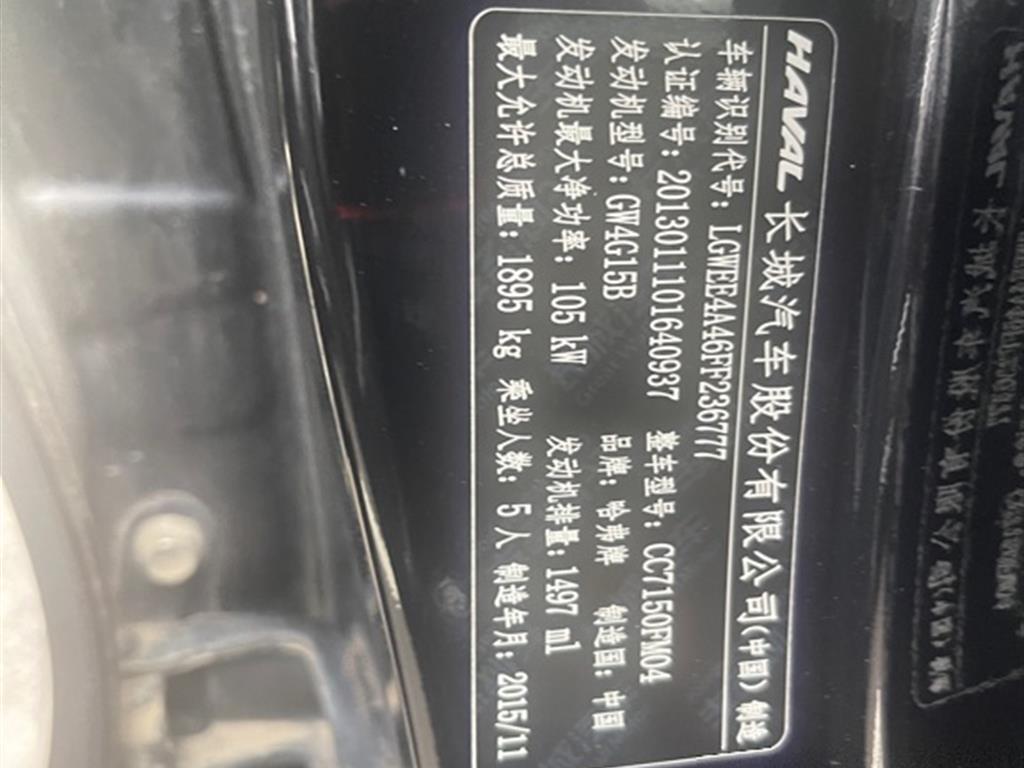 HAVAL 长城汽车股份有限公司(中国) 制造
车辆识别代号：LGWEE4A46FF236777
认证编号：2013011101640937 整车型号：CC7150FM04
发动机型号：GW4G15B 品牌：哈弗牌 制造国：中国
发动机最大净功率：105 kW 发动机排量：1497 ml
最大允许总质量：1895 kg 乘坐人数：5人 制造年月：2015/11